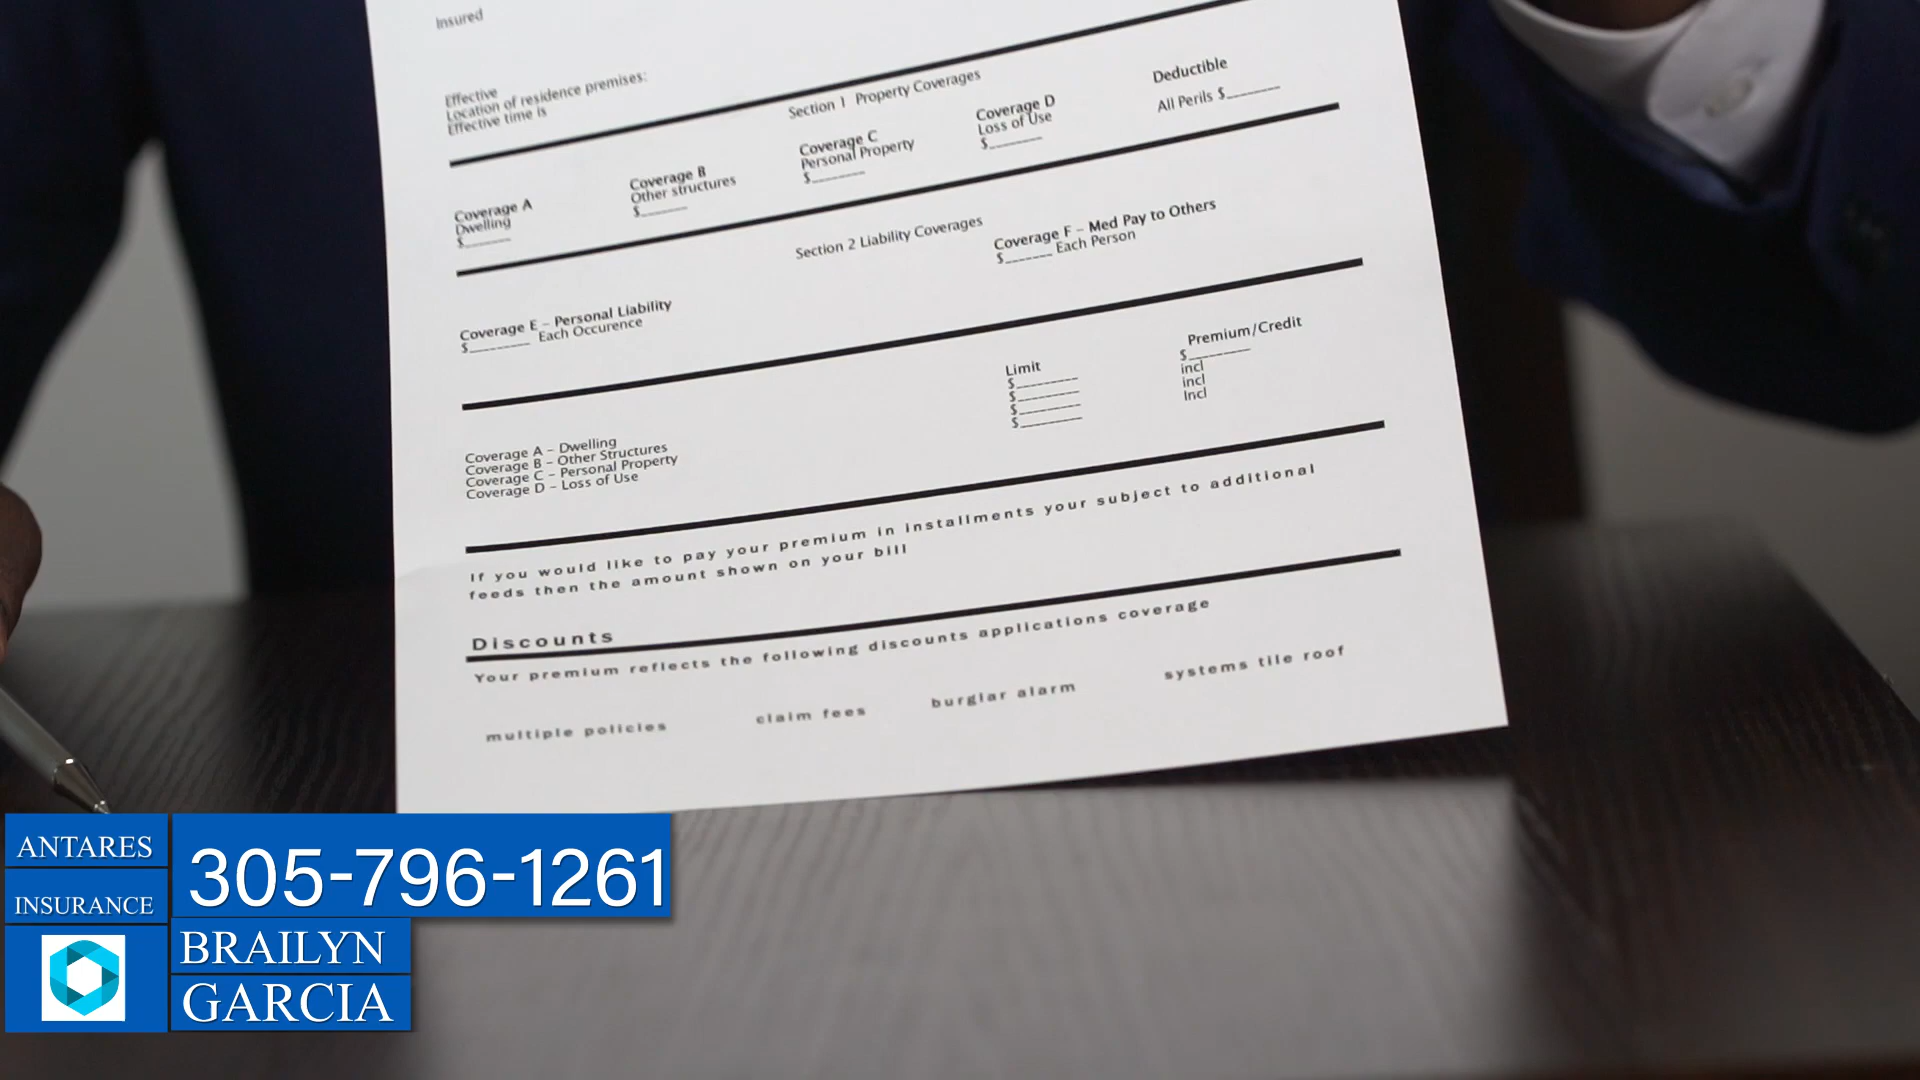 Insured
Effective
Location of residence premises:
Effective time is
Section 1 Property Coverages
Deductible
All Perils $_______
Coverage A
Dwelling
$_______
Coverage B
Other structures
$_______
Coverage C
Personal Property
$_______
Coverage D
Loss of Use
$_______
Section 2 Liability Coverages
Coverage E – Personal Liability
$________ Each Occurence
Coverage F – Med Pay to Others
$_______ Each Person
Limit
$________
$________
$________
$________
Premium/Credit
$________
incl
incl
Incl
Coverage A – Dwelling
Coverage B – Other Structures
Coverage C – Personal Property
Coverage D – Loss of Use
If you would like to pay your premium in installments your subject to additional
feeds then the amount shown on your bill
Discounts
Your premium reflects the following discounts applications coverage
multiple policies claim fees burglar alarm systems tile roof
ANTARES
INSURANCE
305-796-1261
BRAILYN
GARCIA